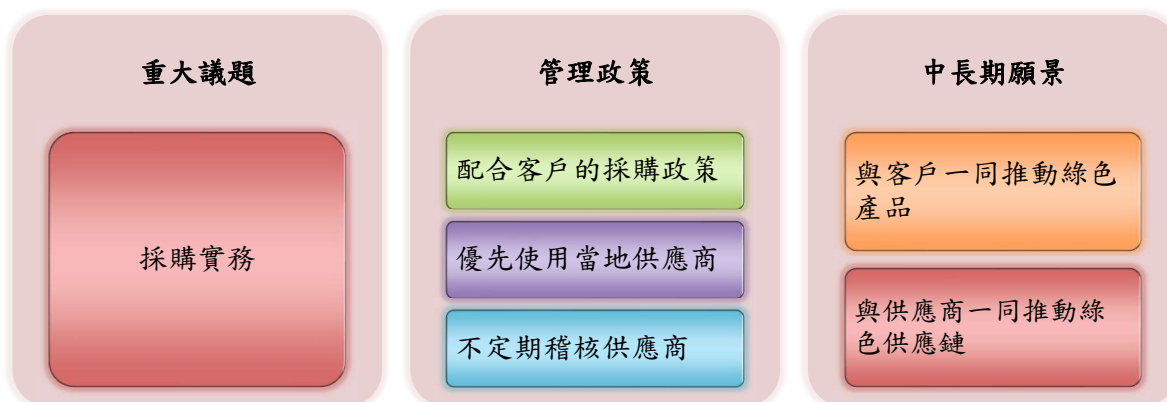 重大議題
採購實務
管理政策
配合客戶的採購政策
優先使用當地供應商
不定期稽核供應商
中長期願景
與客戶一同推動綠色
產品
與供應商一同推動綠
色供應鏈